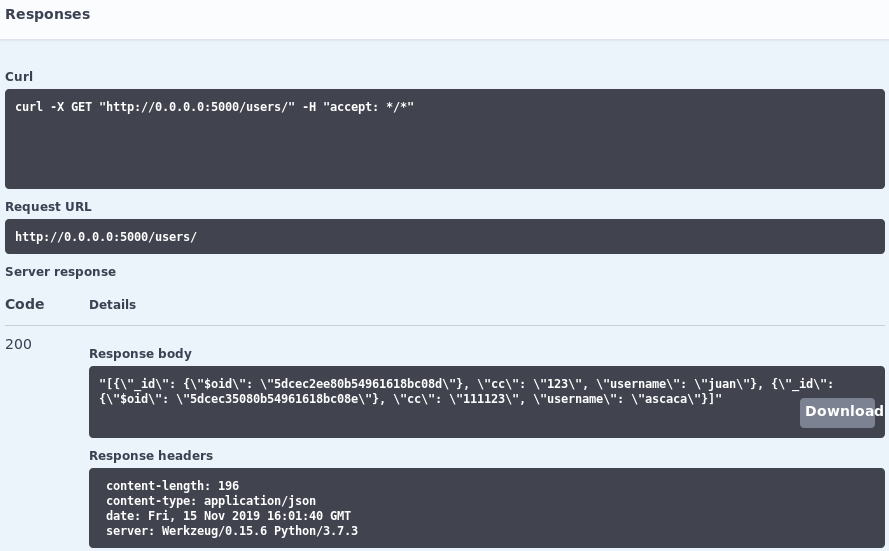 Responses
Curl
curl -X GET "http://0.0.0.0:5000/users/" -H "accept: */*"
Request URL
http://0.0.0.0:5000/users/
Server response
Code Details
200
Response body
"[{\"_id\": {\"$oid\": \"5dcec2ee80b54961618bc08d\"}, \"cc\": \"123\", \"username\": \"juan\"}, {\"_id\":
{\"$oid\": \"5dcec35080b54961618bc08e\"}, \"cc\": \"111123\", \"username\": \"ascaca\"}]"
Download
Response headers
content-length: 196
content-type: application/json
date: Fri, 15 Nov 2019 16:01:40 GMT
server: Werkzeug/0.15.6 Python/3.7.3